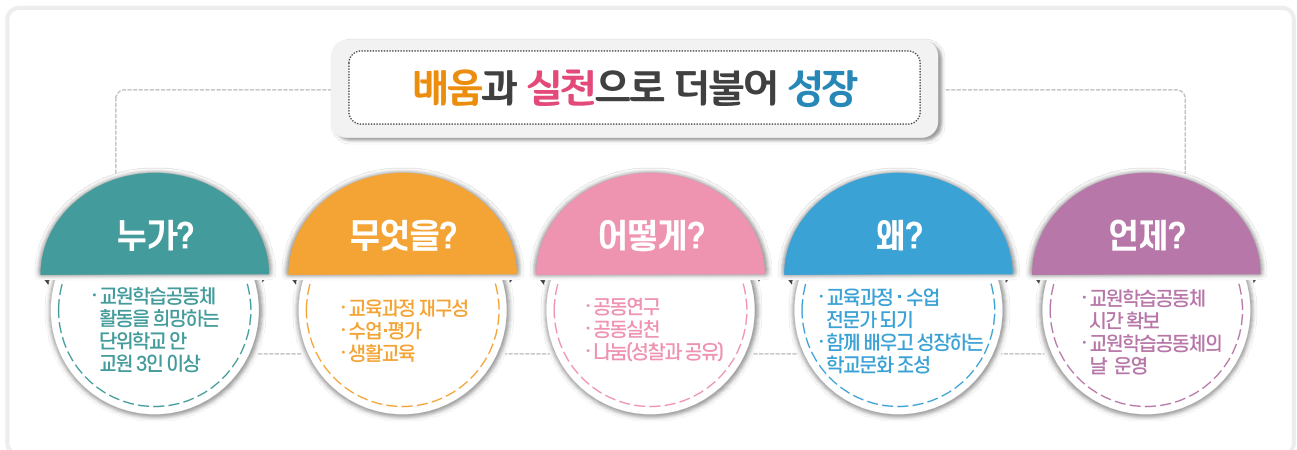 배움과 실천으로 더불어 성장
누가?
· 교원학습공동체
활동을 희망하는
단위학교 안
교원 3인 이상
무엇을?
· 교육과정 재구성
· 수업·평가
· 생활교육
어떻게?
· 공동연구
· 공동실천
· 나눔(성찰과 공유)
왜?
· 교육과정 · 수업
전문가 되기
· 함께 배우고 성장하는
학교문화 조성
언제?
· 교원학습공동체
시간 확보
· 교원학습공동체의
날 운영